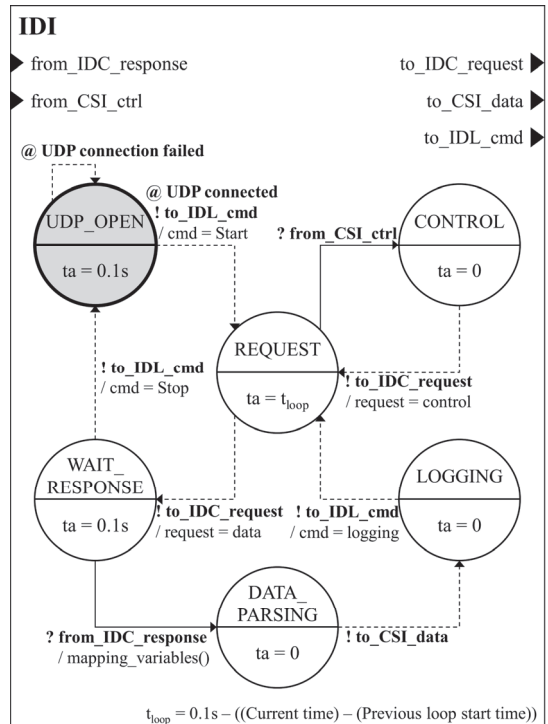 IDI
from_IDC_response
to_IDC_request
from_CSI_ctrl
to_CSI_data
to_IDL_cmd
@ UDP connection failed
@ UDP connected
! to_IDL_cmd
/ cmd = Start
UDP_OPEN
ta = 0.1s
? from_CSI_ctrl
CONTROL
ta = 0
REQUEST
ta = t_loop
! to_IDL_cmd
/ cmd = Stop
! to_IDC_request
/ request = control
WAIT_
RESPONSE
ta = 0.1s
LOGGING
ta = 0
! to_IDC_request
/ request = data
! to_IDL_cmd
/ cmd = logging
DATA_
PARSING
ta = 0
? from_IDC_response
/ mapping_variables()
! to_CSI_data
t_loop = 0.1s – ((Current time) – (Previous loop start time))